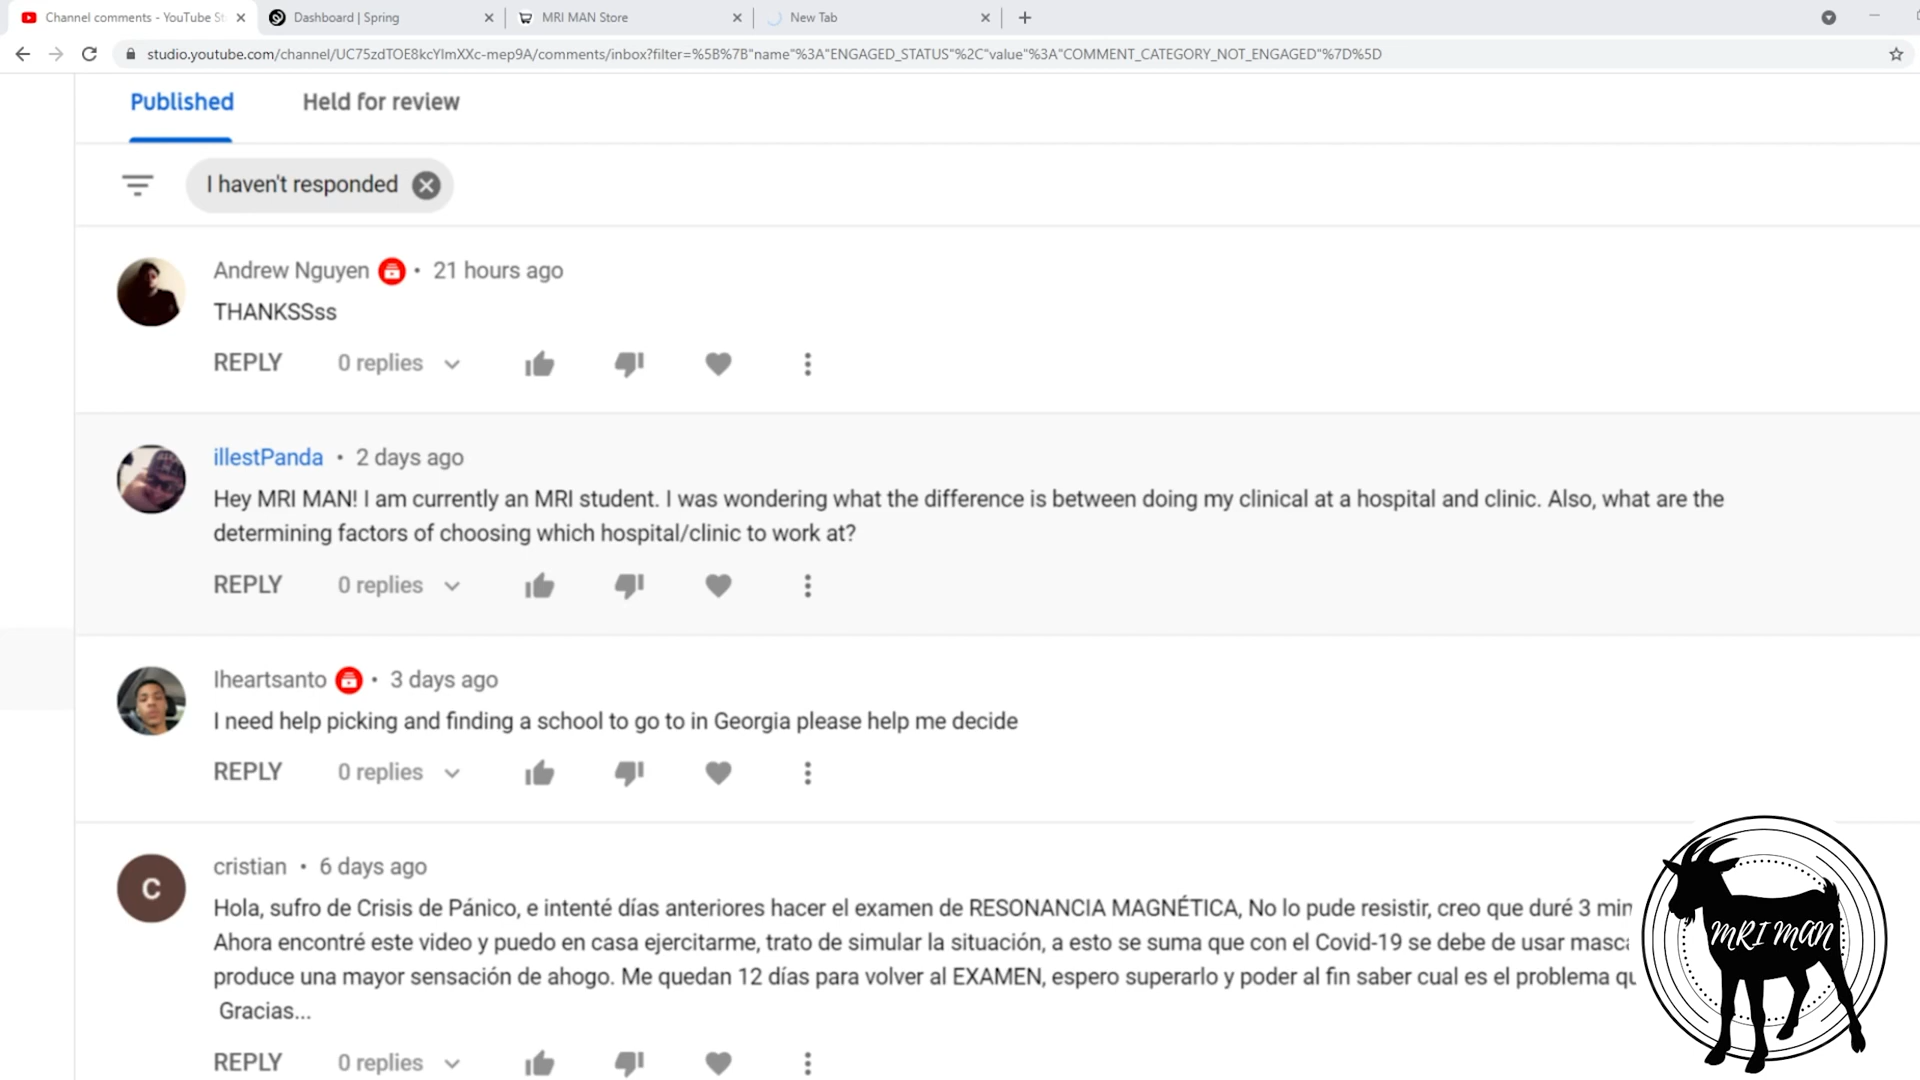 Channel comments - YouTube St
Dashboard | Spring
MRI MAN Store
New Tab
studio.youtube.com/channel/UC75zdTOE8kcYlmXXc-mep9A/comments/inbox?filter=%5B%7B"name"%3A"ENGAGED_STATUS"%2C"value"%3A"COMMENT_CATEGORY_NOT_ENGAGED"%7D%5D
Published
Held for review
I haven't responded
Andrew Nguyen • 21 hours ago
THANKSSss
REPLY 0 replies
illestPanda • 2 days ago
Hey MRI MAN! I am currently an MRI student. I was wondering what the difference is between doing my clinical at a hospital and clinic. Also, what are the
determining factors of choosing which hospital/clinic to work at?
REPLY 0 replies
Iheartsanto • 3 days ago
I need help picking and finding a school to go to in Georgia please help me decide
REPLY 0 replies
C
cristian • 6 days ago
Hola, sufro de Crisis de Pánico, e intenté días anteriores hacer el examen de RESONANCIA MAGNÉTICA, No lo pude resistir, creo que duré 3 min
Ahora encontré este video y puedo en casa ejercitarme, trato de simular la situación, a esto se suma que con el Covid-19 se debe de usar masca
produce una mayor sensación de ahogo. Me quedan 12 días para volver al EXAMEN, espero superarlo y poder al fin saber cual es el problema qu
Gracias...
REPLY 0 replies
MRI MAN